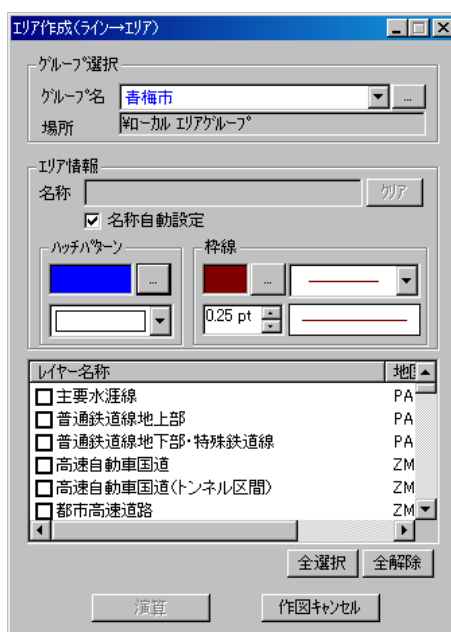 エリア作成(ライン→エリア)
グループ選択
グループ名 青梅市 ...
場所 ¥ローカル エリアグループ
エリア情報
名称 クリア
名称自動設定
ハッチパターン 枠線
... ...
0.25 pt
レイヤー名称
主要水涯線 PA
普通鉄道線地上部 PA
普通鉄道線地下部・特殊鉄道線 PA
高速自動車国道 ZM
高速自動車国道(トンネル区間) ZM
都市高速道路 ZM
全選択 全解除
演算 作図キャンセル